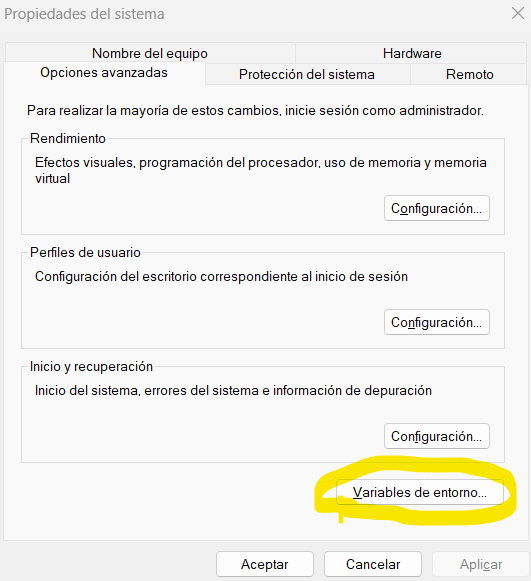 Propiedades del sistema
Nombre del equipo
Hardware
Opciones avanzadas
Protección del sistema
Remoto
Para realizar la mayoría de estos cambios, inicie sesión como administrador.
Rendimiento
Efectos visuales, programación del procesador, uso de memoria y memoria
virtual
Configuración...
Perfiles de usuario
Configuración del escritorio correspondiente al inicio de sesión
Configuración...
Inicio y recuperación
Inicio del sistema, errores del sistema e información de depuración
Configuración...
Variables de entorno...
Aceptar
Cancelar
Aplicar